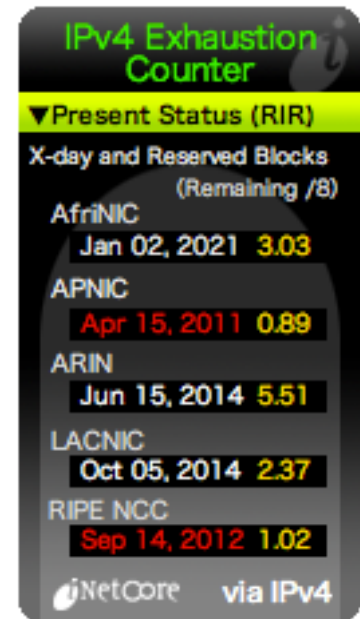 IPv4 Exhaustion
Counter
i
▼Present Status (RIR)
X-day and Reserved Blocks
(Remaining /8)
AfriNIC
Jan 02, 2021 3.03
APNIC
Apr 15, 2011 0.89
ARIN
Jun 15, 2014 5.51
LACNIC
Oct 05, 2014 2.37
RIPE NCC
Sep 14, 2012 1.02
iNetCore via IPv4